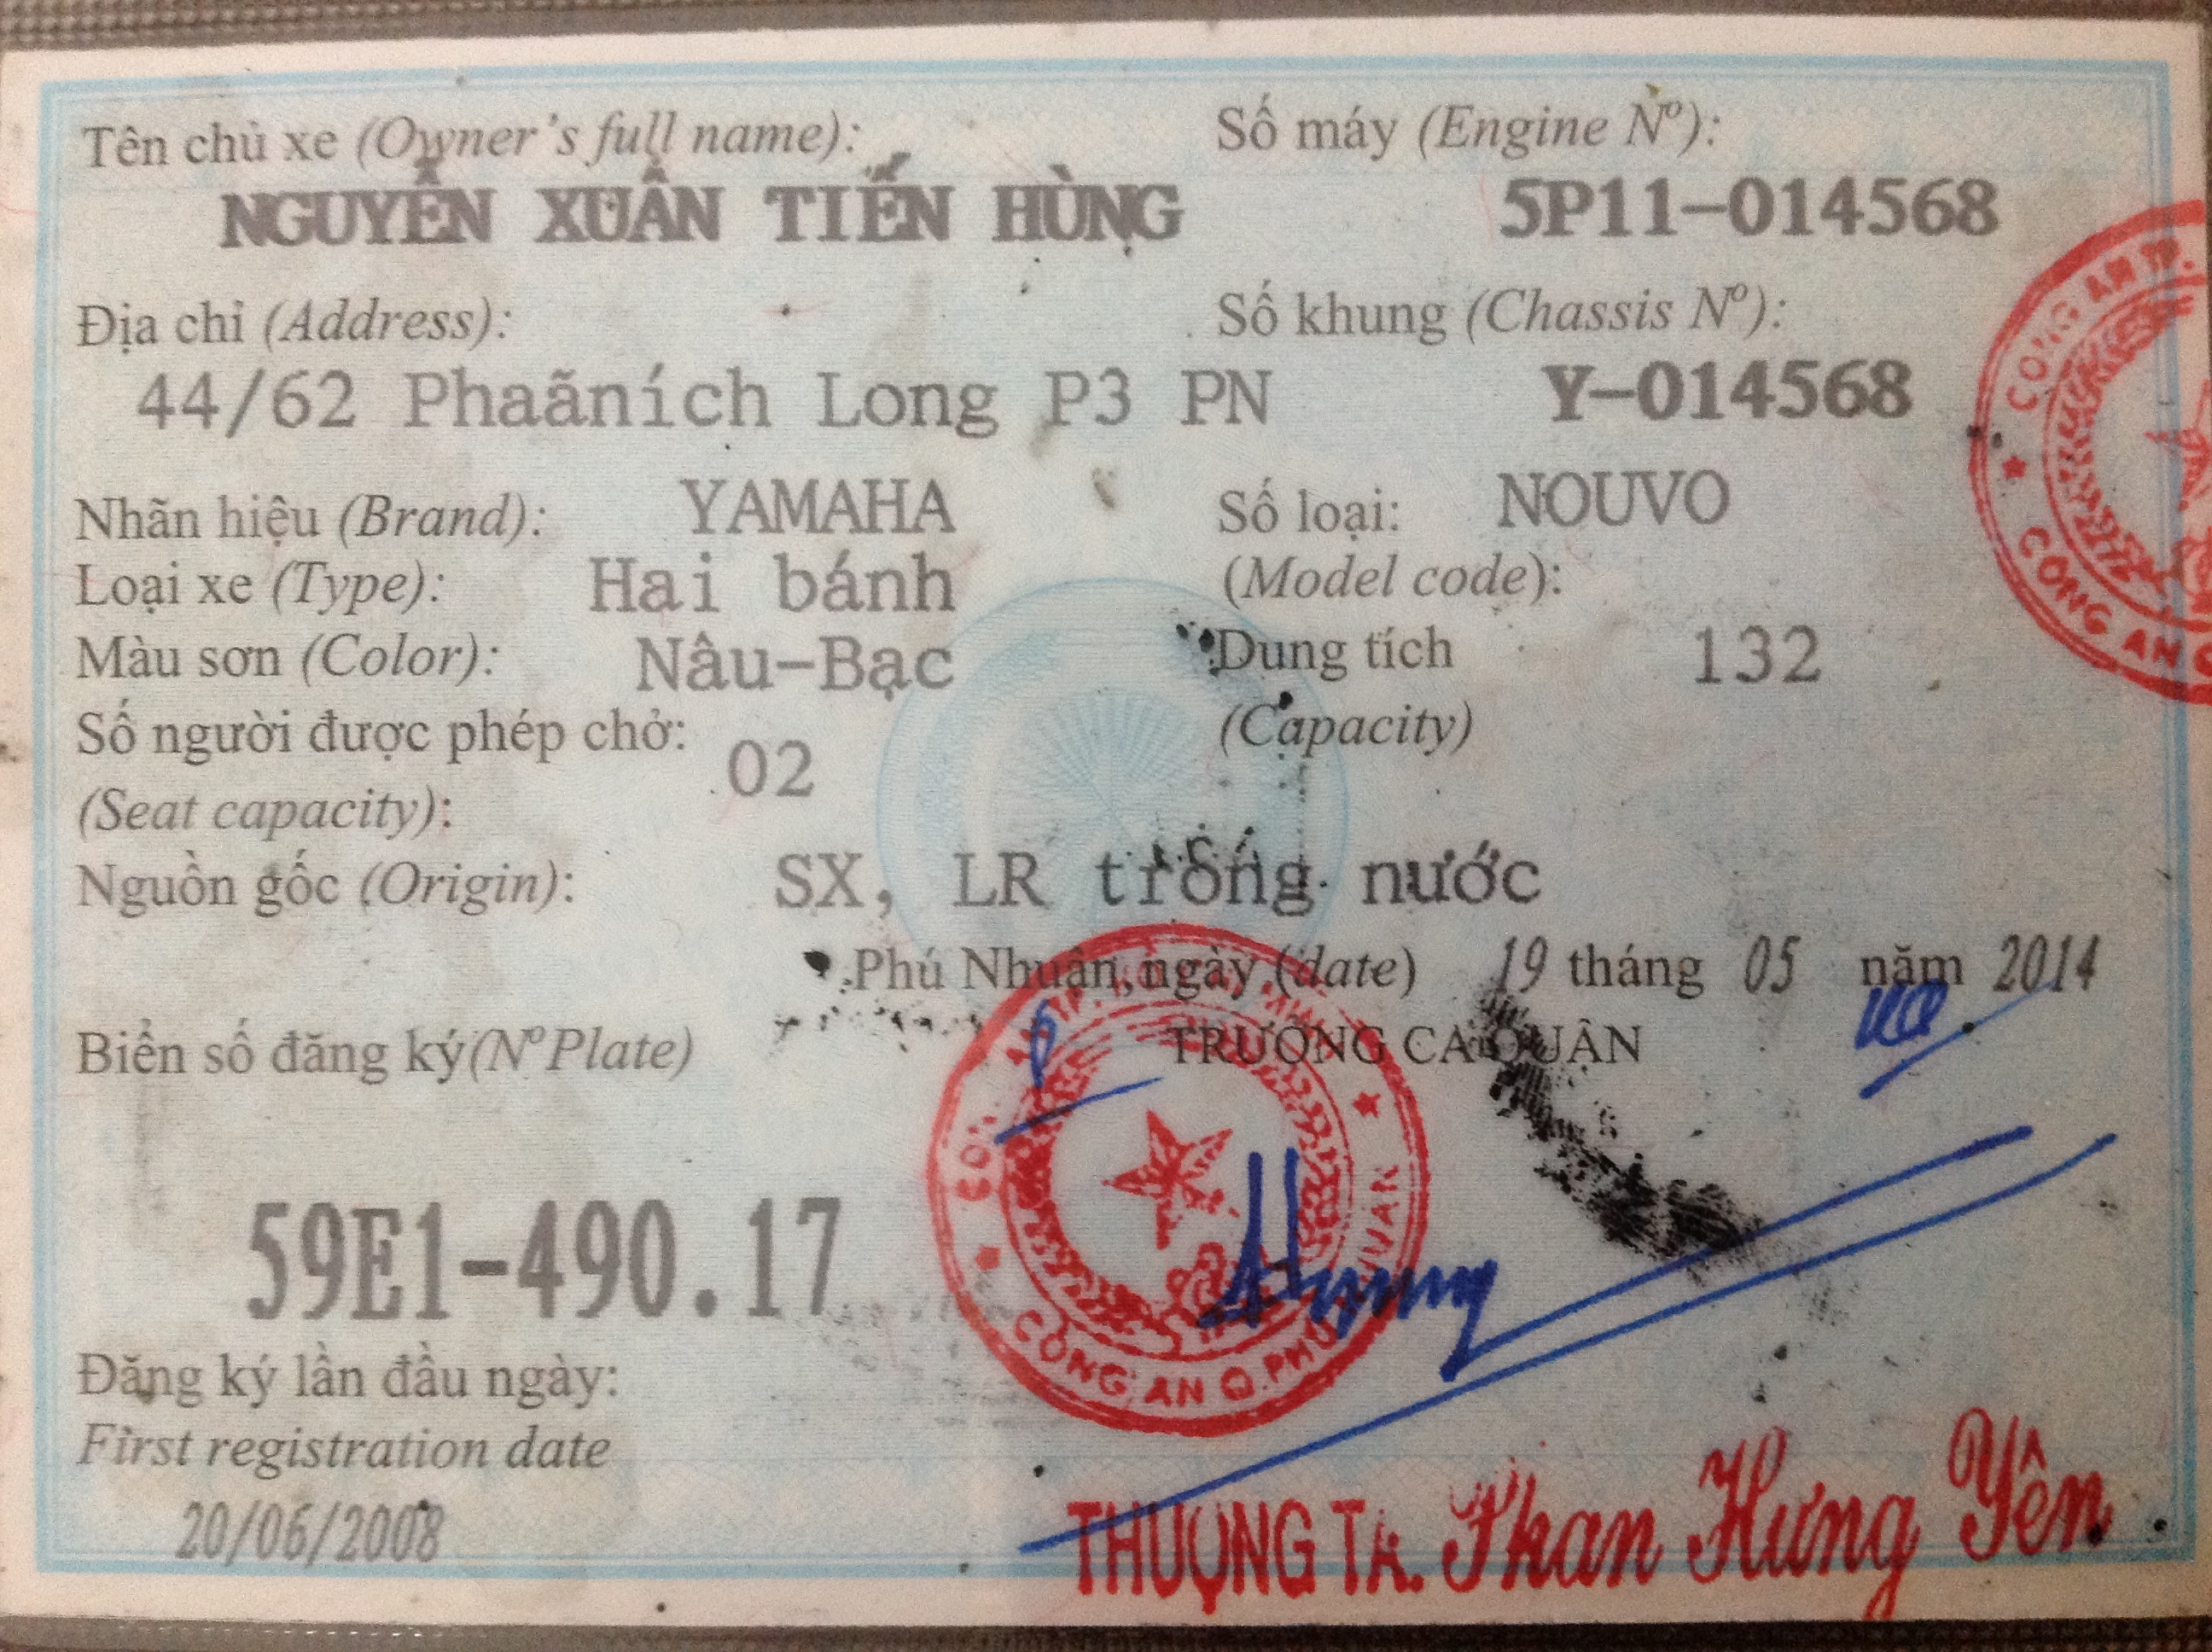 Tên chủ xe (Owner's full name):
NGUYỄN XUÂN TIẾN HÙNG
Số máy (Engine Nº):
5P11-014568
Địa chỉ (Address):
44/62 Phaãních Long P3 PN
Số khung (Chassis Nº):
Y-014568
Nhãn hiệu (Brand): YAMAHA
Số loại: NOUVO
(Model code):
Loại xe (Type): Hai bánh
Màu sơn (Color): Nâu-Bạc
Dung tích 132
(Capacity)
Số người được phép chở: 02
(Seat capacity):
Nguồn gốc (Origin): SX, LR trong nước
Phú Nhuận, ngày (date) 19 tháng 05 năm 2014
TRƯỞNG CA QUẬN
Biển số đăng ký(NºPlate)
59E1-490.17
CÔNG AN Q.PHÚ NHUẬN
Đăng ký lần đầu ngày:
First registration date
20/06/2008
THƯỢNG TÁ. Phan Hưng Yên
CÔNG AN TP.
CÔNG AN